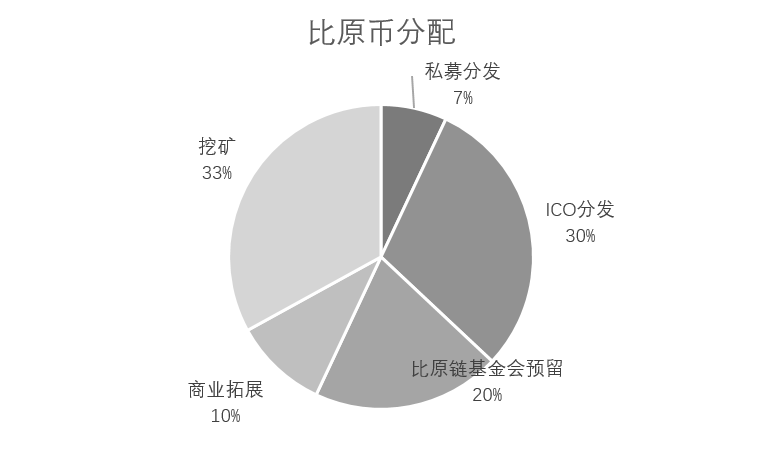 比原币分配
私募分发
7%
ICO分发
30%
比原链基金会预留
20%
商业拓展
10%
挖矿
33%